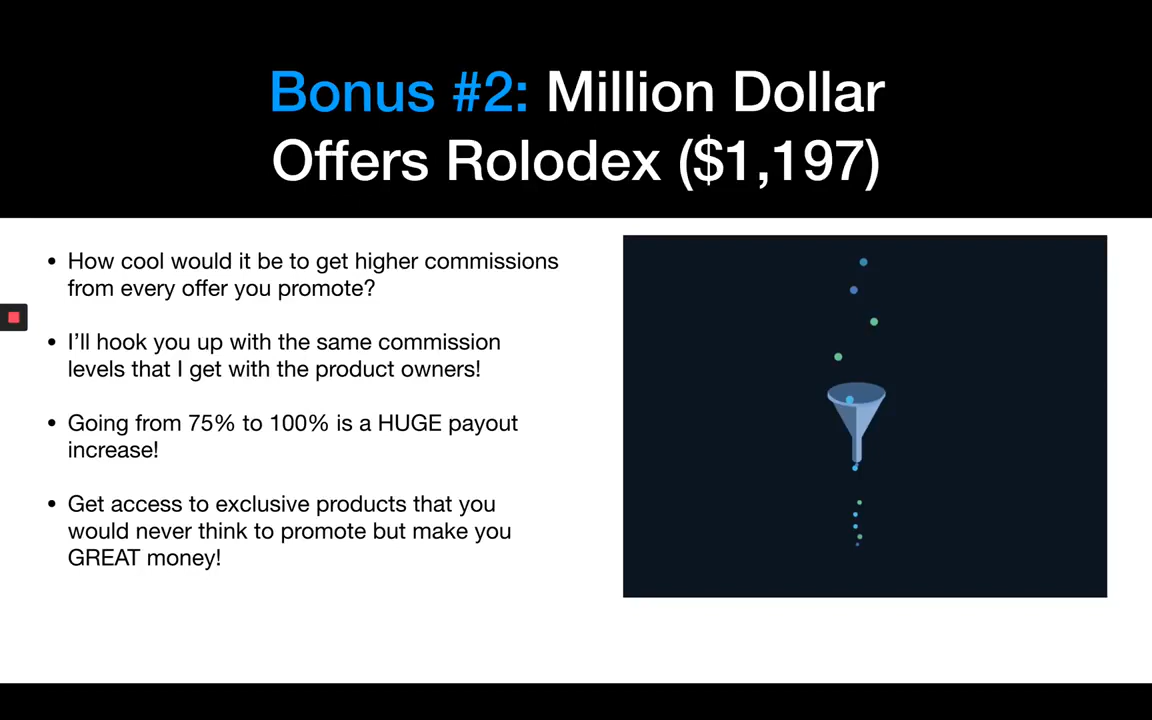 Bonus #2: Million Dollar
Offers Rolodex ($1,197)
• How cool would it be to get higher commissions
from every offer you promote?
• I’ll hook you up with the same commission
levels that I get with the product owners!
• Going from 75% to 100% is a HUGE payout
increase!
• Get access to exclusive products that you
would never think to promote but make you
GREAT money!